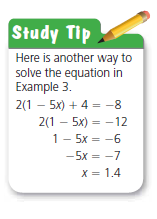 Study Tip
Here is another way to
solve the equation in
Example 3.
2(1 – 5x) + 4 = –8
2(1 – 5x) = –12
1 – 5x = –6
–5x = –7
x = 1.4